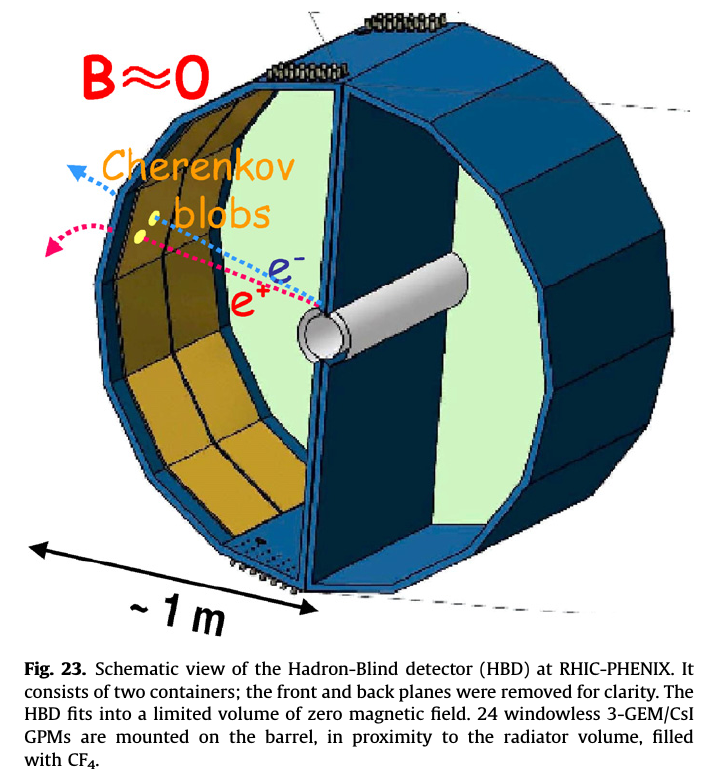 B≈0
Cherenkov
blobs
e⁻
e⁺
~ 1 m
Fig. 23. Schematic view of the Hadron-Blind detector (HBD) at RHIC-PHENIX. It
consists of two containers; the front and back planes were removed for clarity. The
HBD fits into a limited volume of zero magnetic field. 24 windowless 3-GEM/CsI
GPMs are mounted on the barrel, in proximity to the radiator volume, filled
with CF₄.